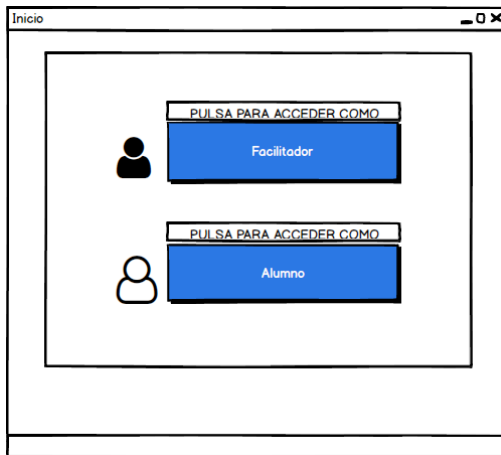 Inicio
PULSA PARA ACCEDER COMO
Facilitador
PULSA PARA ACCEDER COMO
Alumno